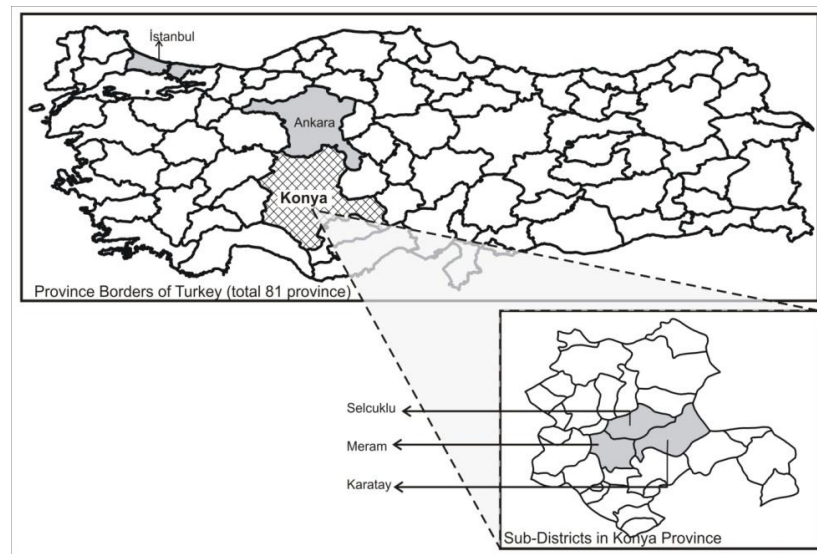 İstanbul
Ankara
Konya
Province Borders of Turkey (total 81 province)
Selcuklu
Meram
Karatay
Sub-Districts in Konya Province